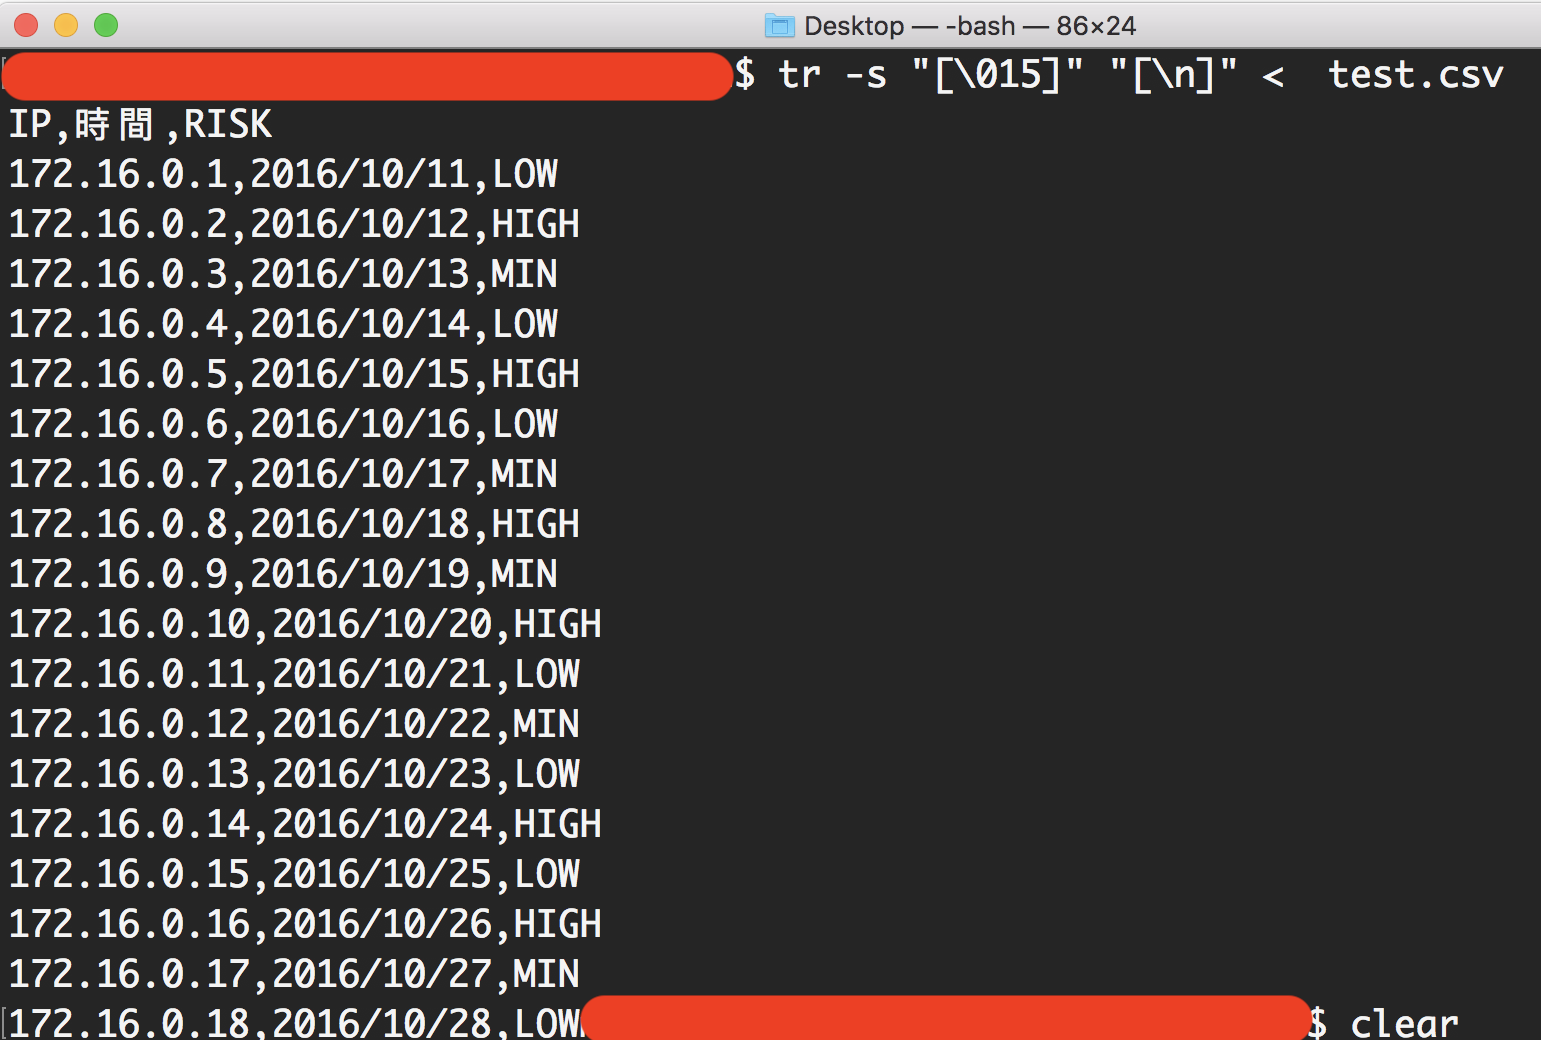 Desktop — -bash — 86×24
$ tr -s "[\015]" "[\n]" <  test.csv
IP,時間,RISK
172.16.0.1,2016/10/11,LOW
172.16.0.2,2016/10/12,HIGH
172.16.0.3,2016/10/13,MIN
172.16.0.4,2016/10/14,LOW
172.16.0.5,2016/10/15,HIGH
172.16.0.6,2016/10/16,LOW
172.16.0.7,2016/10/17,MIN
172.16.0.8,2016/10/18,HIGH
172.16.0.9,2016/10/19,MIN
172.16.0.10,2016/10/20,HIGH
172.16.0.11,2016/10/21,LOW
172.16.0.12,2016/10/22,MIN
172.16.0.13,2016/10/23,LOW
172.16.0.14,2016/10/24,HIGH
172.16.0.15,2016/10/25,LOW
172.16.0.16,2016/10/26,HIGH
172.16.0.17,2016/10/27,MIN
172.16.0.18,2016/10/28,LOW $ clear